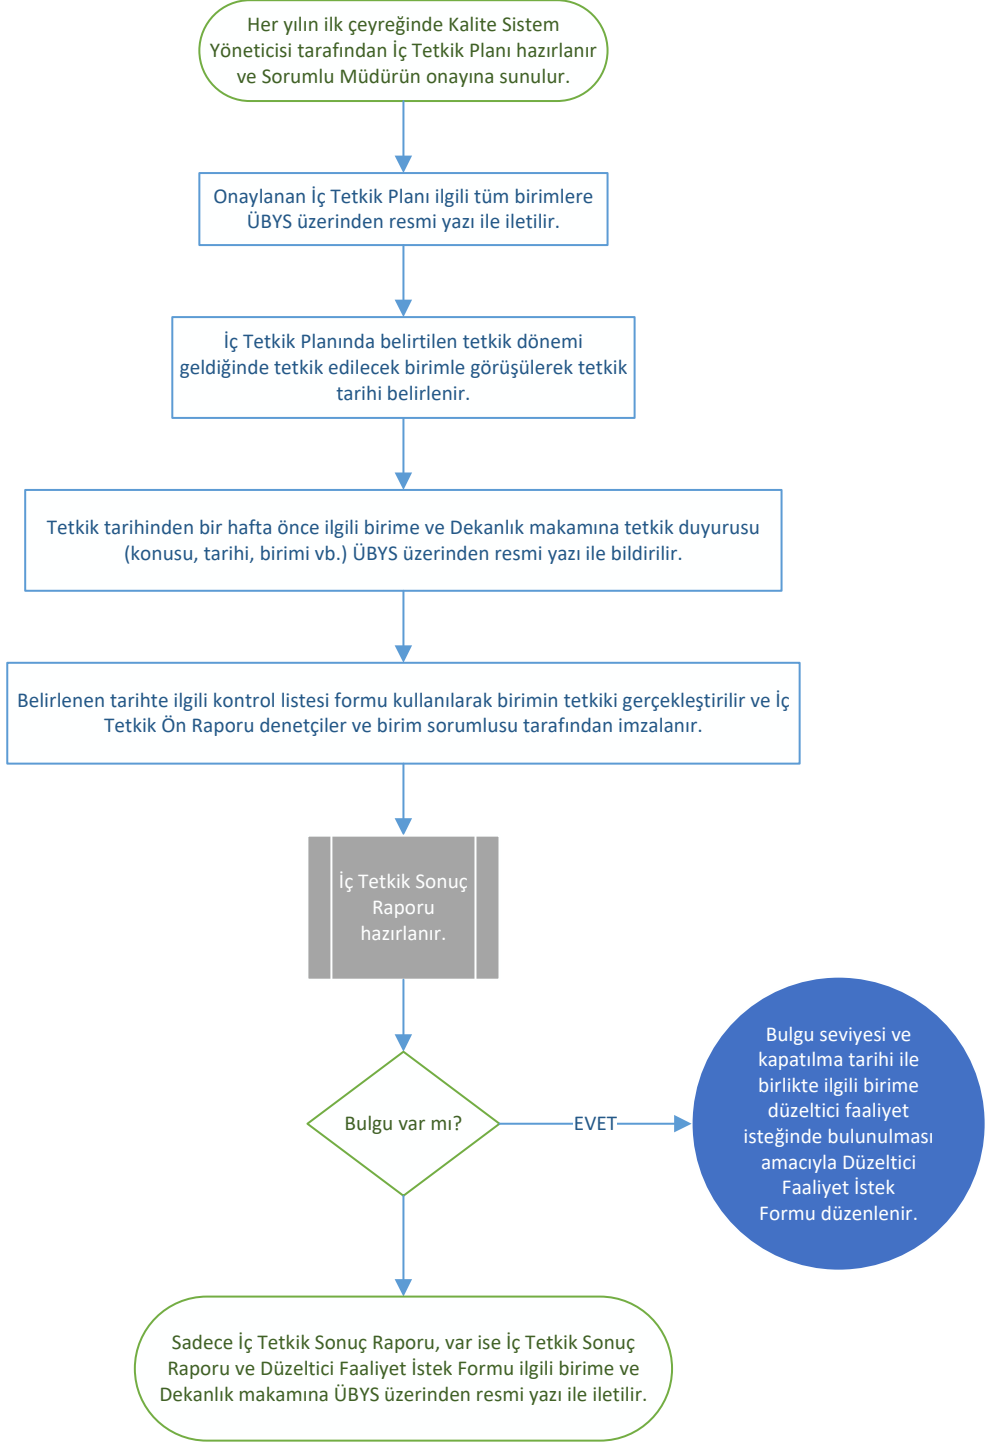 Her yılın ilk çeyreğinde Kalite Sistem
Yöneticisi tarafından İç Tetkik Planı hazırlanır
ve Sorumlu Müdürün onayına sunulur.
Onaylanan İç Tetkik Planı ilgili tüm birimlere
ÜBYS üzerinden resmi yazı ile iletilir.
İç Tetkik Planında belirtilen tetkik dönemi
geldiğinde tetkik edilecek birimle görüşülerek tetkik
tarihi belirlenir.
Tetkik tarihinden bir hafta önce ilgili birime ve Dekanlık makamına tetkik duyurusu
(konusu, tarihi, birimi vb.) ÜBYS üzerinden resmi yazı ile bildirilir.
Belirlenen tarihte ilgili kontrol listesi formu kullanılarak birimin tetkiki gerçekleştirilir ve İç
Tetkik Ön Raporu denetçiler ve birim sorumlusu tarafından imzalanır.
İç Tetkik Sonuç
Raporu
hazırlanır.
Bulgu var mı?
EVET
Bulgu seviyesi ve
kapatılma tarihi ile
birlikte ilgili birime
düzeltici faaliyet
isteğinde bulunulması
amacıyla Düzeltici
Faaliyet İstek
Formu düzenlenir.
Sadece İç Tetkik Sonuç Raporu, var ise İç Tetkik Sonuç
Raporu ve Düzeltici Faaliyet İstek Formu ilgili birime ve
Dekanlık makamına ÜBYS üzerinden resmi yazı ile iletilir.